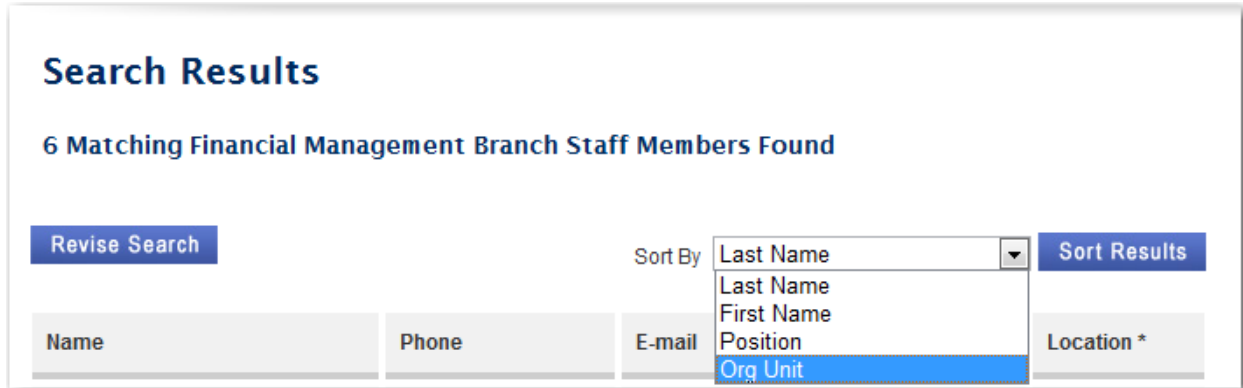 Search Results
6 Matching Financial Management Branch Staff Members Found
Revise Search
Sort By Last Name Sort Results
Last Name
First Name
Position
Org Unit
Name Phone E-mail Location *